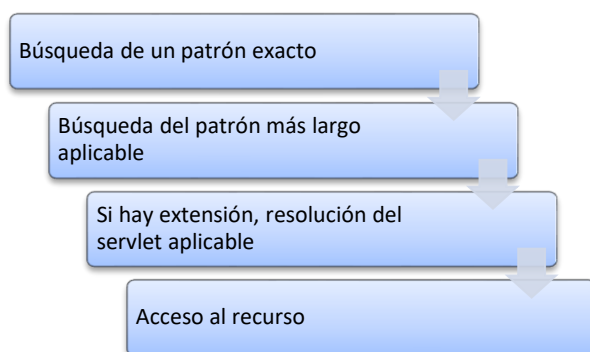 Búsqueda de un patrón exacto
Búsqueda del patrón más largo
aplicable
Si hay extensión, resolución del
servlet aplicable
Acceso al recurso